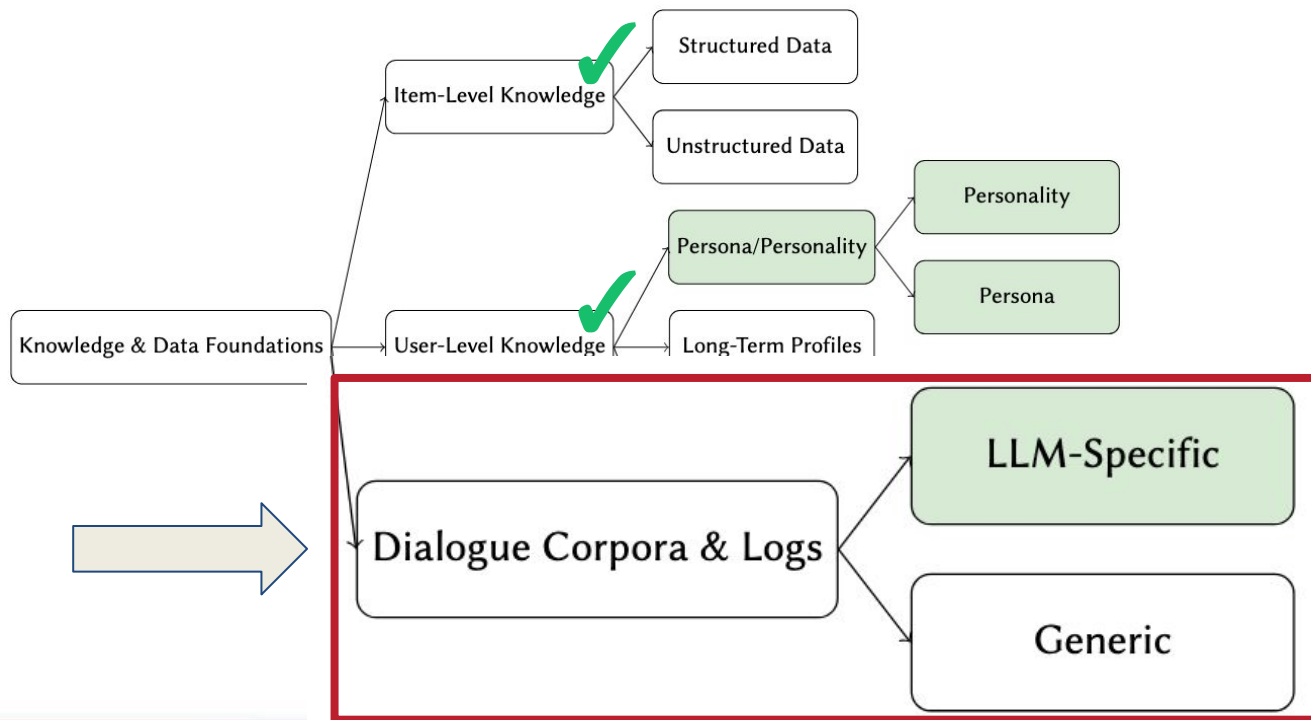 Structured Data
Item-Level Knowledge
Unstructured Data
Personality
Persona/Personality
Persona
Knowledge & Data Foundations
User-Level Knowledge
Long-Term Profiles
LLM-Specific
Dialogue Corpora & Logs
Generic